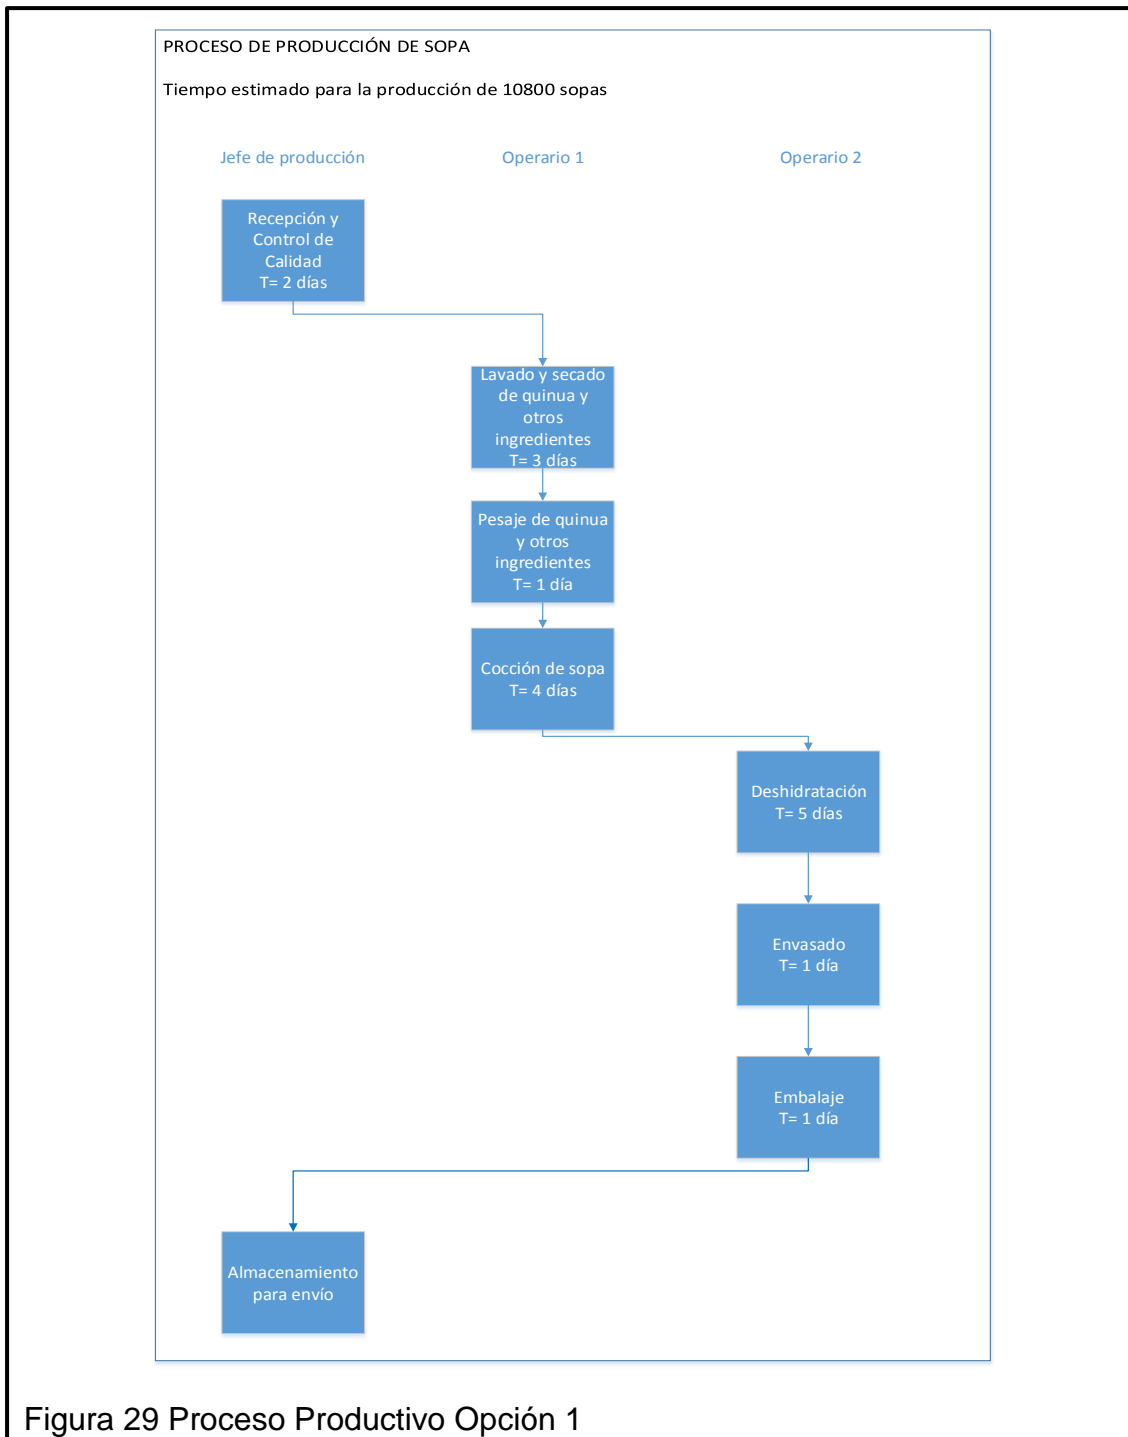 PROCESO DE PRODUCCIÓN DE SOPA
Tiempo estimado para la producción de 10800 sopas
Jefe de producción
Operario 1
Operario 2
Recepción y
Control de
Calidad
T= 2 días
Lavado y secado
de quinua y
otros
ingredientes
T= 3 días
Pesaje de quinua
y otros
ingredientes
T= 1 día
Cocción de sopa
T= 4 días
Deshidratación
T= 5 días
Envasado
T= 1 día
Embalaje
T= 1 día
Almacenamiento
para envío
Figura 29 Proceso Productivo Opción 1